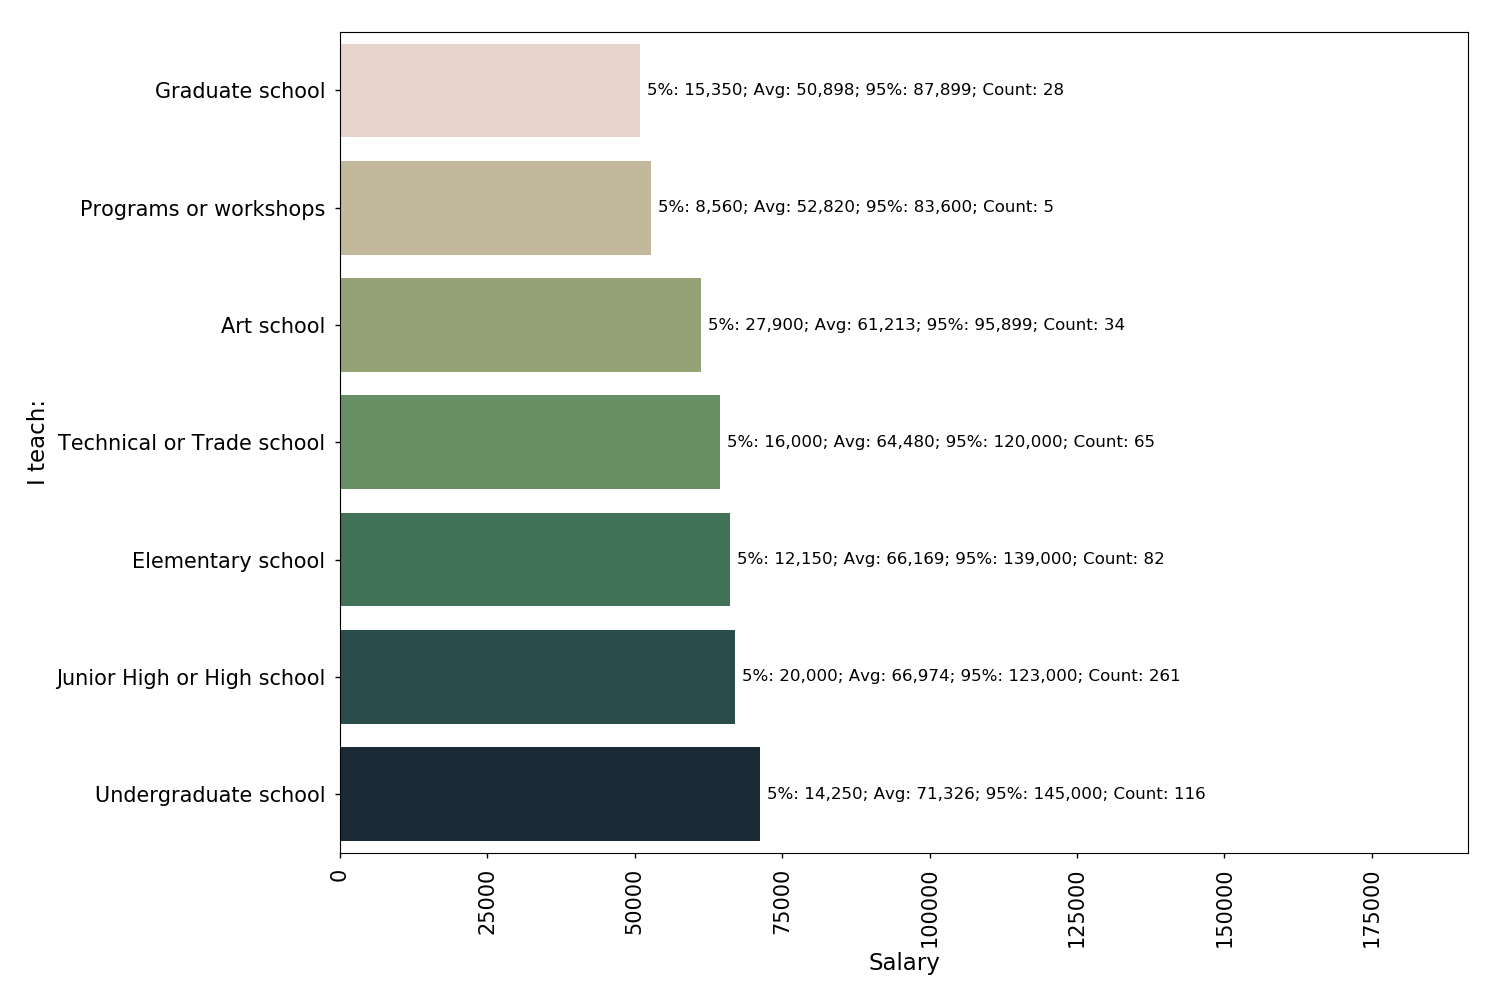 Graduate school
5%: 15,350; Avg: 50,898; 95%: 87,899; Count: 28
Programs or workshops
5%: 8,560; Avg: 52,820; 95%: 83,600; Count: 5
Art school
5%: 27,900; Avg: 61,213; 95%: 95,899; Count: 34
I teach:
Technical or Trade school
5%: 16,000; Avg: 64,480; 95%: 120,000; Count: 65
Elementary school
5%: 12,150; Avg: 66,169; 95%: 139,000; Count: 82
Junior High or High school
5%: 20,000; Avg: 66,974; 95%: 123,000; Count: 261
Undergraduate school
5%: 14,250; Avg: 71,326; 95%: 145,000; Count: 116
0
25000
50000
75000
100000
125000
150000
175000
Salary